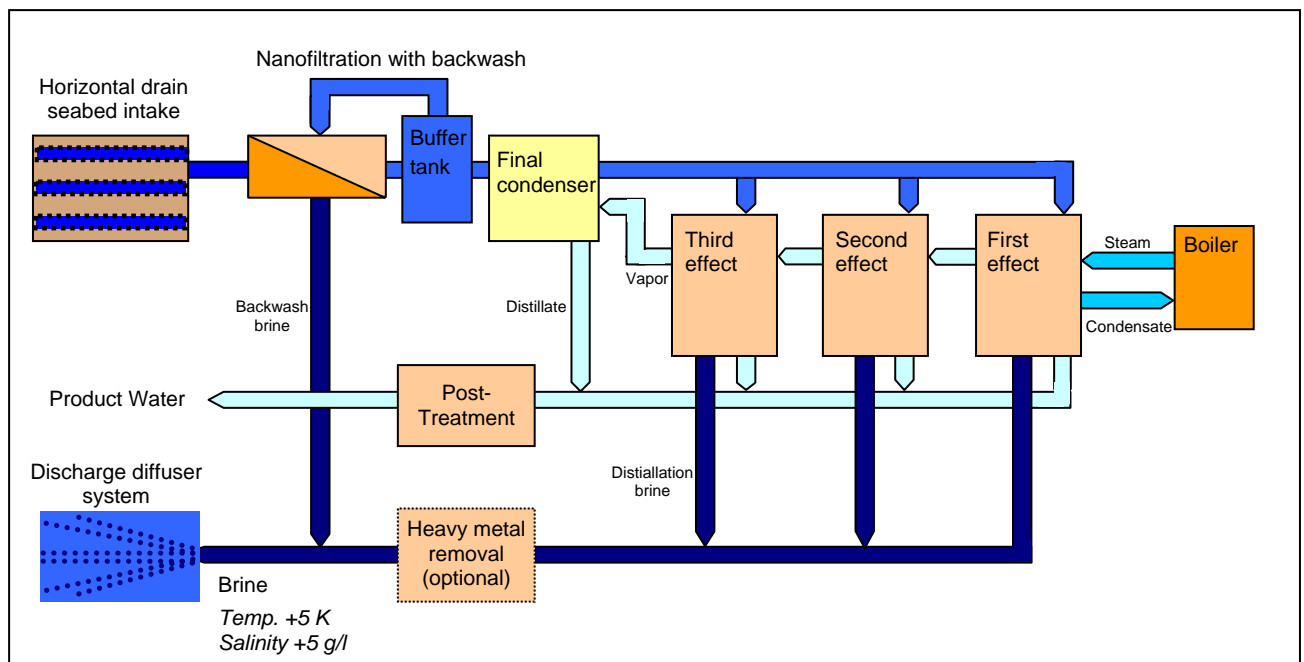 Nanofiltration with backwash
Horizontal drain
seabed intake
Buffer
tank
Final
condenser
Third
effect
Second
effect
First
effect
Steam
Boiler
Vapor
Condensate
Backwash
brine
Distillate
Product Water
Post-
Treatment
Discharge diffuser
system
Distiallation
brine
Heavy metal
removal
(optional)
Brine
Temp. +5 K
Salinity +5 g/l